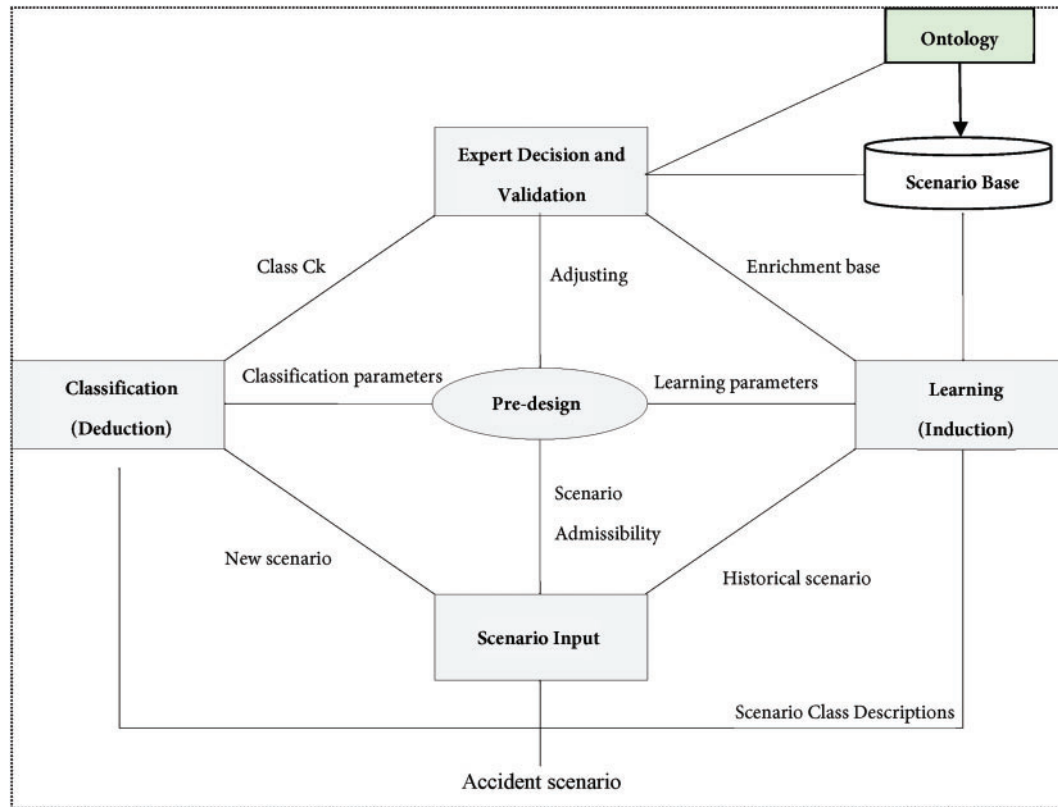 Ontology
Expert Decision and
Validation
Scenario Base
Class Ck
Adjusting
Enrichment base
Classification
(Deduction)
Classification parameters
Pre-design
Learning parameters
Learning
(Induction)
Scenario
Admissibility
New scenario
Historical scenario
Scenario Input
Scenario Class Descriptions
Accident scenario